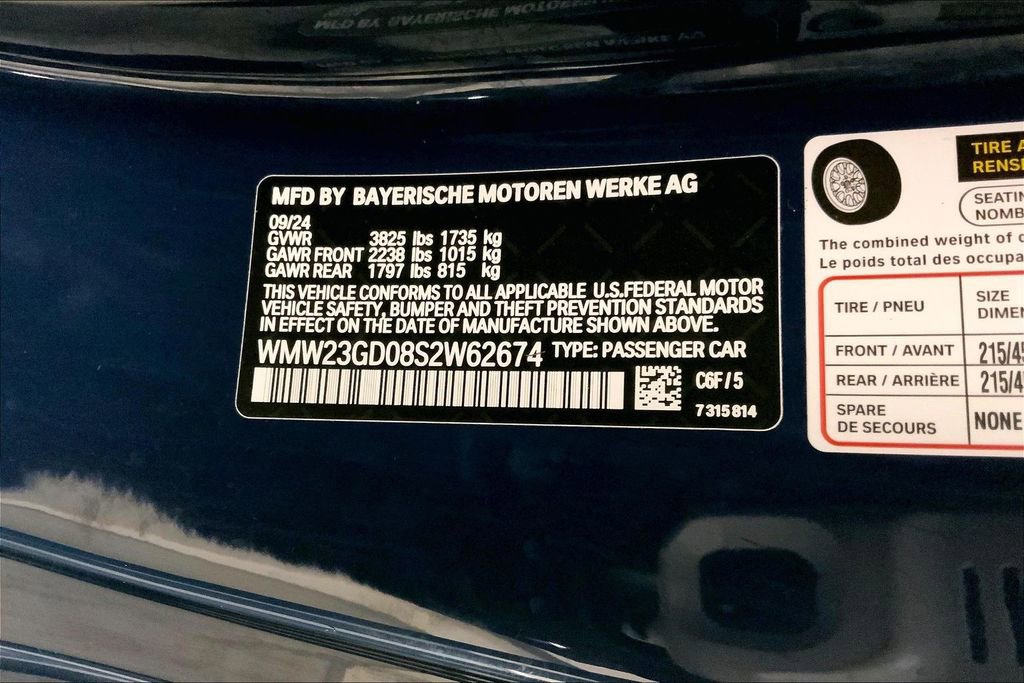 MFD BY BAYERISCHE MOTOREN WERKE AG
09/24
GVWR 3825 lbs 1735 kg
GAWR FRONT 2238 lbs 1015 kg
GAWR REAR 1797 lbs 815 kg
THIS VEHICLE CONFORMS TO ALL APPLICABLE U.S.FEDERAL MOTOR
VEHICLE SAFETY, BUMPER AND THEFT PREVENTION STANDARDS
IN EFFECT ON THE DATE OF MANUFACTURE SHOWN ABOVE.
WMW23GD08S2W62674 TYPE: PASSENGER CAR
C6F/5
7315814
TIRE
RENSE
SEATIN
NOMB
The combined weight of
Le poids total des occupa
TIRE / PNEU
SIZE
DIMEN
FRONT / AVANT 215/45
REAR / ARRIÈRE 215/4
SPARE
DE SECOURS
NONE